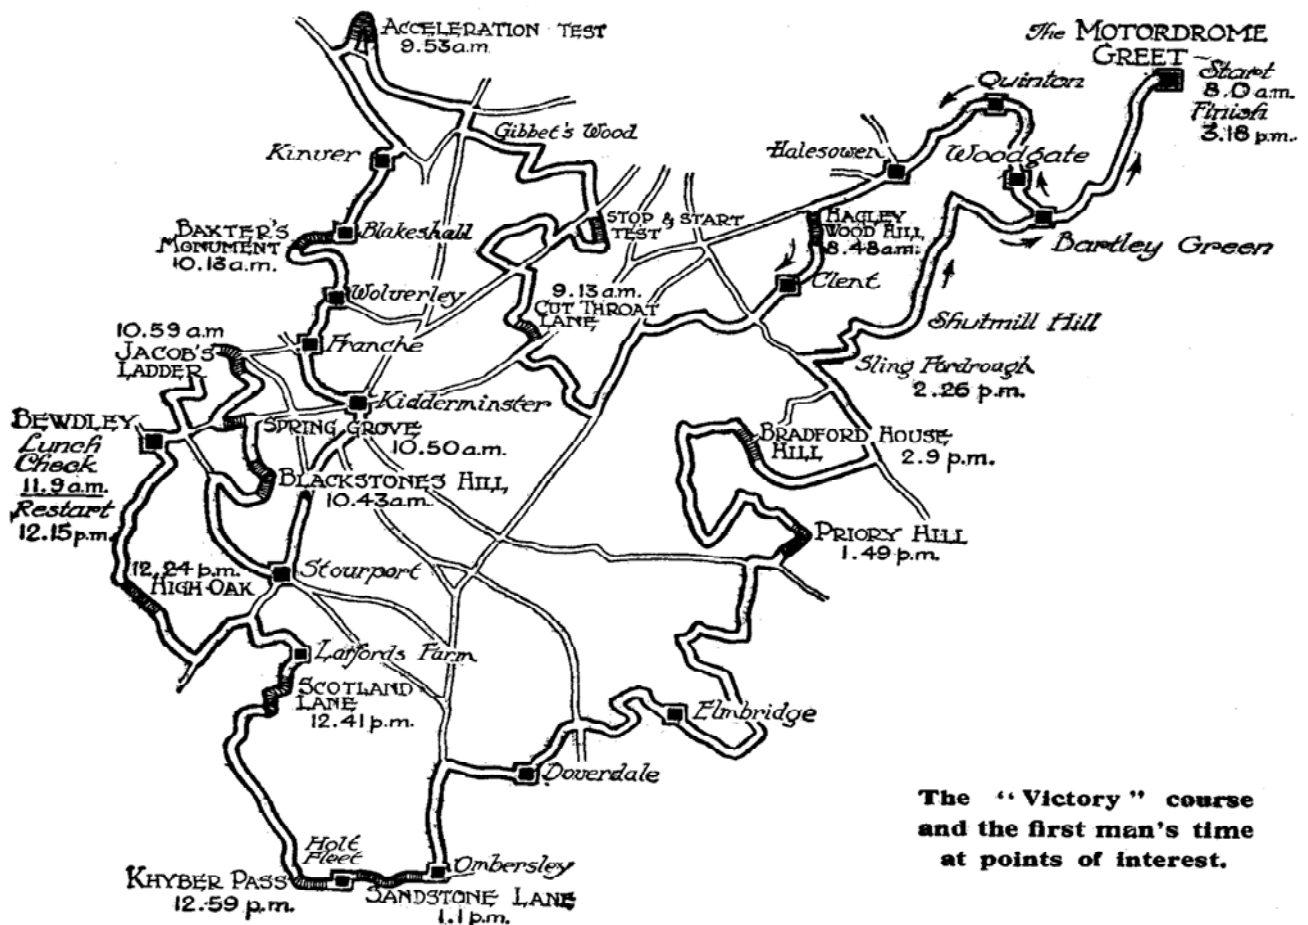 ACCELERATION TEST
9.53 a.m.
The MOTORDROME
GREET
Start
8.0 a.m.
Finish
3.18 p.m.
Quinton
Gibbet's Wood
Kinver
Halesowen
Woodgate
BAXTER'S
MONUMENT
10.13 a.m.
Blakeshall
STOP & START
TEST
HAGLEY
WOOD HILL
8.48 a.m.
Bartley Green
Wolverley
9.13 a.m.
CUT THROAT
LANE
Clent
10.59 a.m
JACOB'S
LADDER
Franche
Shutmill Hill
Sling Pardrough
2.26 p.m.
Kidderminster
BEWDLEY
Lunch
Check
11.9 a.m.
Restart
12.15 p.m.
SPRING GROVE
10.50 a.m.
BRADFORD HOUSE
HILL
2.9 p.m.
BLACKSTONES HILL
10.43 a.m.
PRIORY HILL
1.49 p.m.
12.24 p.m.
HIGH OAK
Stourport
Larfords Farm
SCOTLAND
LANE
12.41 p.m.
Elmbridge
Doverdale
The "Victory" course
and the first man's time
at points of interest.
Holt
Fleet
Ombersley
KHYBER PASS
12.59 p.m.
SANDSTONE LANE
1.1 p.m.